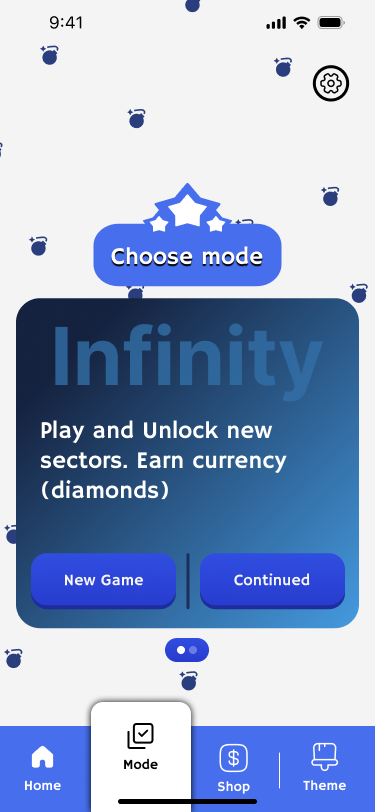 9:41
Choose mode
Infinity
Play and Unlock new
sectors. Earn currency
(diamonds)
New Game
Continued
Home
Mode
Shop
Theme